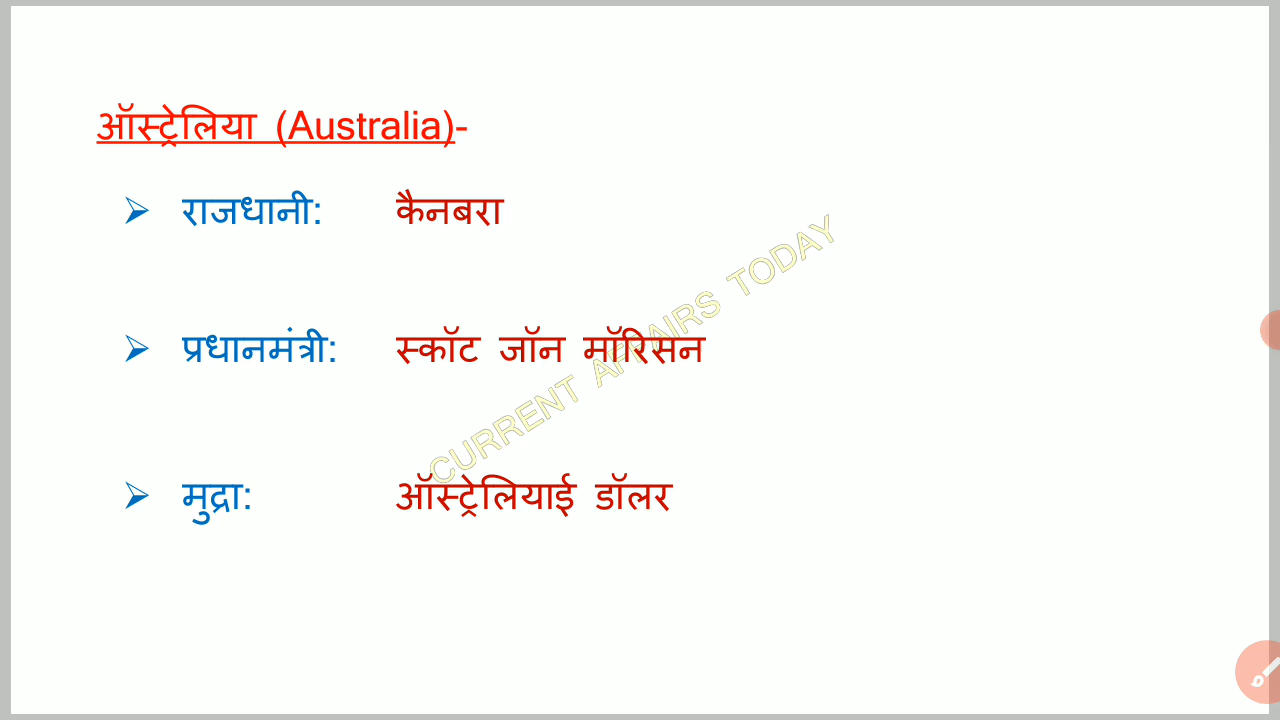 ऑस्ट्रेलिया (Australia)-
➢ राजधानी: कैनबरा
➢ प्रधानमंत्री: स्कॉट जॉन मॉरिसन
➢ मुद्रा: ऑस्ट्रेलियाई डॉलर
CURRENT AFFAIRS TODAY